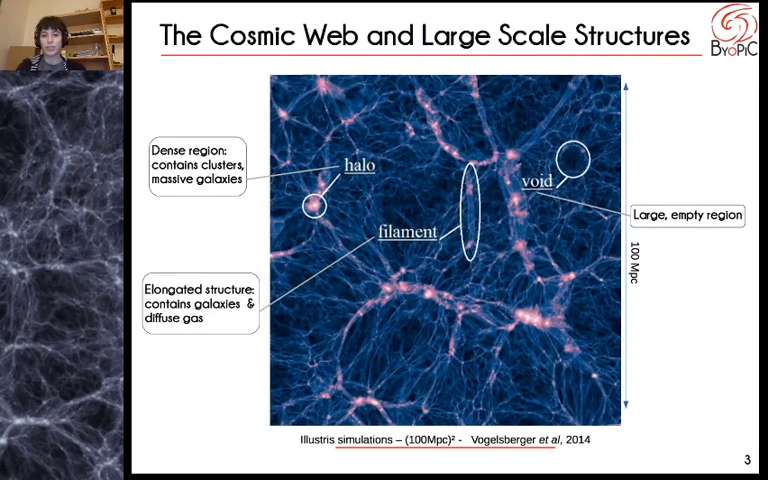 The Cosmic Web and Large Scale Structures
BYOPIC
Dense region:
contains clusters,
massive galaxies
halo
void
Large, empty region
filament
100 Mpc
Elongated structure:
contains galaxies &
diffuse gas
Illustris simulations – (100Mpc)² - Vogelsberger et al, 2014
3